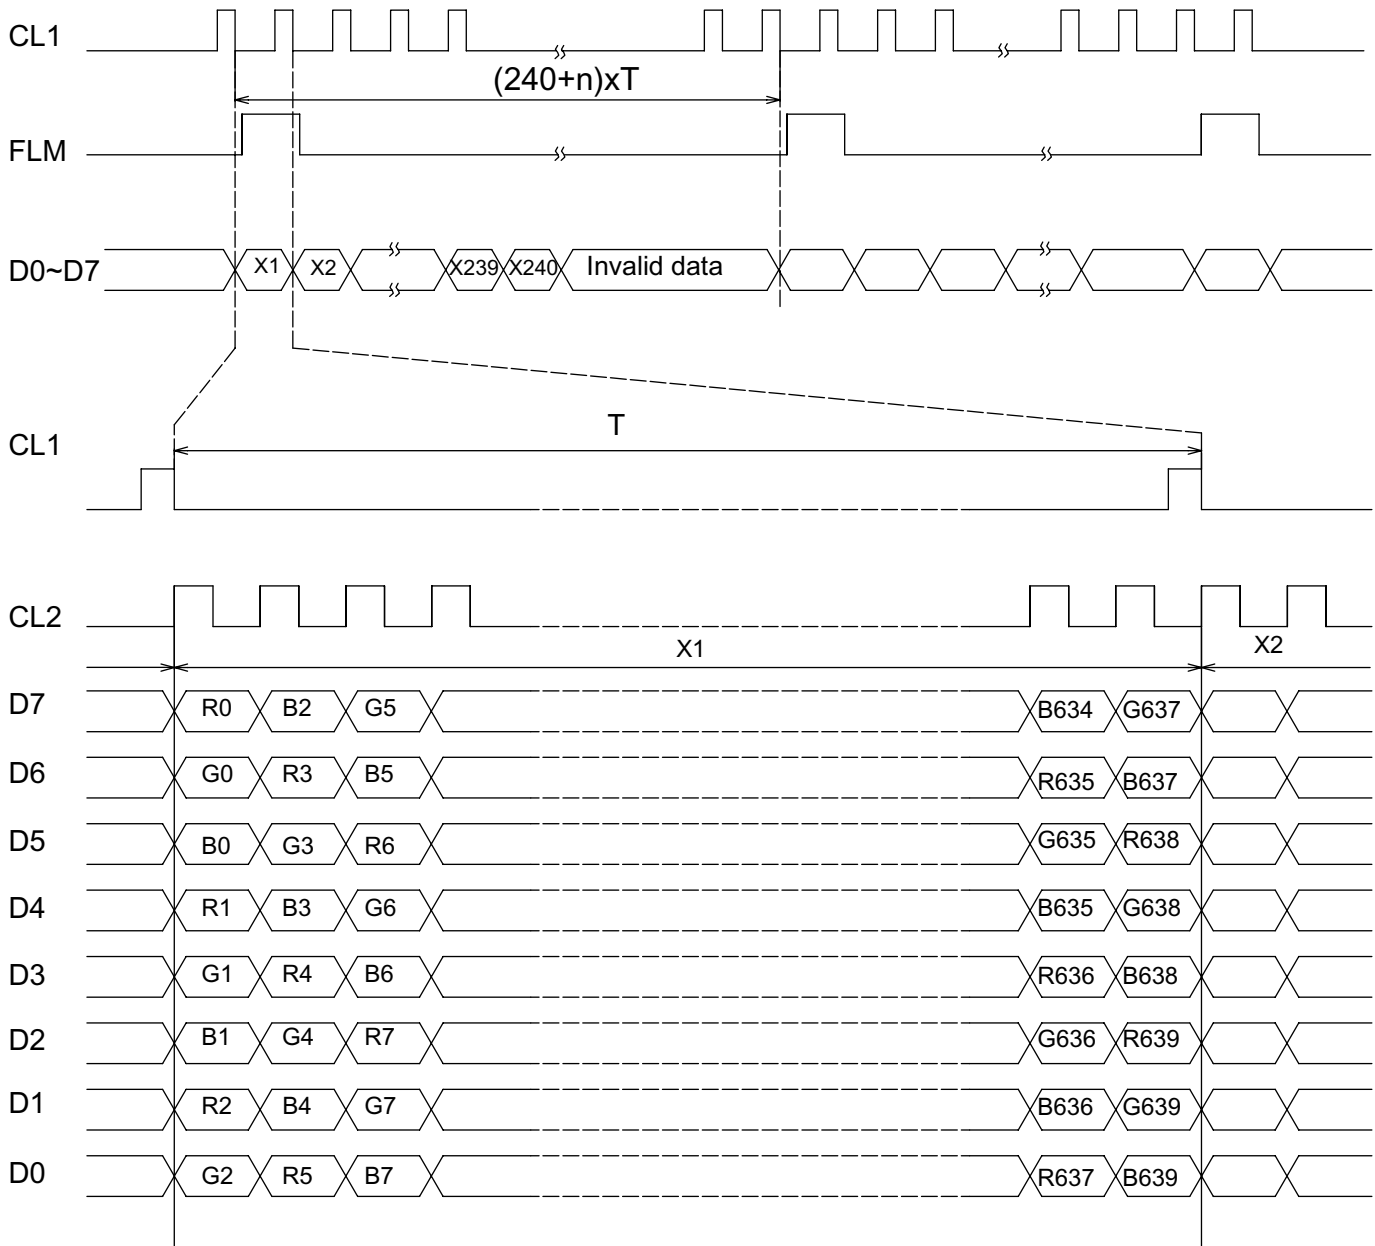 CL1
(240+n)xT
FLM
D0~D7 X1 X2 X239 X240 Invalid data
CL1 T
CL2
X1 X2
D7 R0 B2 G5 B634 G637
D6 G0 R3 B5 R635 B637
D5 B0 G3 R6 G635 R638
D4 R1 B3 G6 B635 G638
D3 G1 R4 B6 R636 B638
D2 B1 G4 R7 G636 R639
D1 R2 B4 G7 B636 G639
D0 G2 R5 B7 R637 B639